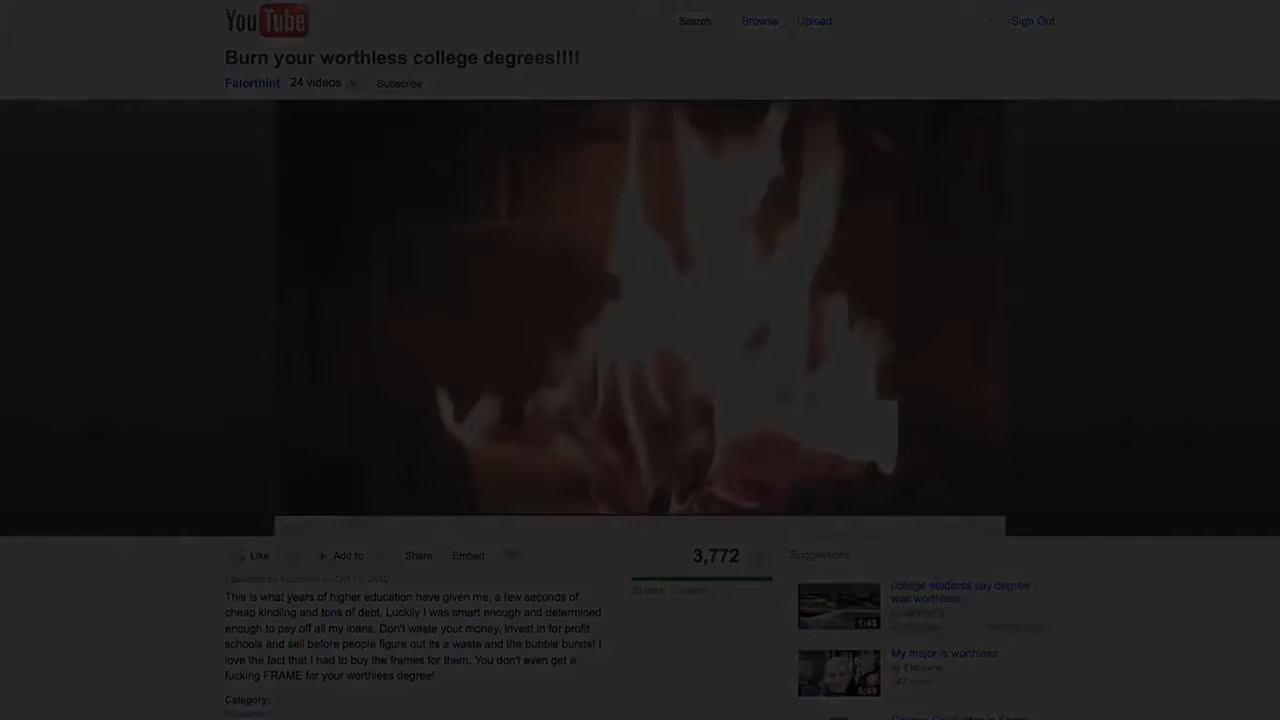 YouTube Search Browse Upload Sign Out
Burn your worthless college degrees!!!!
Falorthint 24 videos Subscribe
Like Add to Share Embed 3,772 Suggestions
This is what years of higher education have given me, a few seconds of
cheap kindling and tons of debt. Luckily I was smart enough and determined
enough to pay off all my loans. Don't waste your money. Invest in for profit
schools and sell before people figure out its a waste and the bubble bursts! I
love the fact that I had to buy the frames for them. You don't even get a
fucking FRAME for your worthless degree!
Category:
college students say degree
was worthless
1:45
My major is worthless
6:49